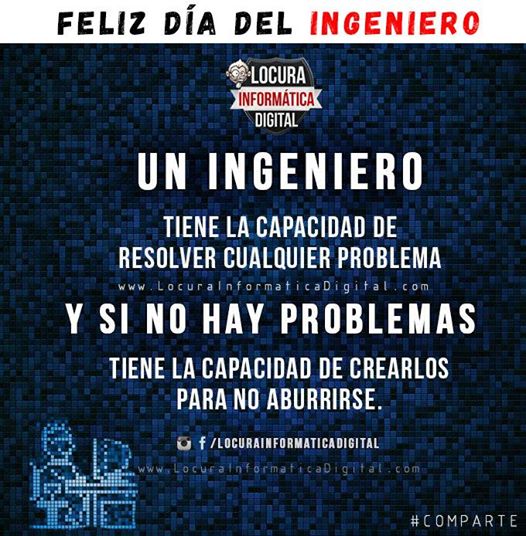 FELIZ DÍA DEL INGENIERO
LOCURA
INFORMÁTICA
DIGITAL
UN INGENIERO
TIENE LA CAPACIDAD DE
RESOLVER CUALQUIER PROBLEMA
www.LocuraInformaticaDigital.com
Y SI NO HAY PROBLEMAS
TIENE LA CAPACIDAD DE CREARLOS
PARA NO ABURRIRSE.
f/LOCURAINFORMATICADIGITAL
www.LocuraInformaticaDigital.com
#COMPARTE